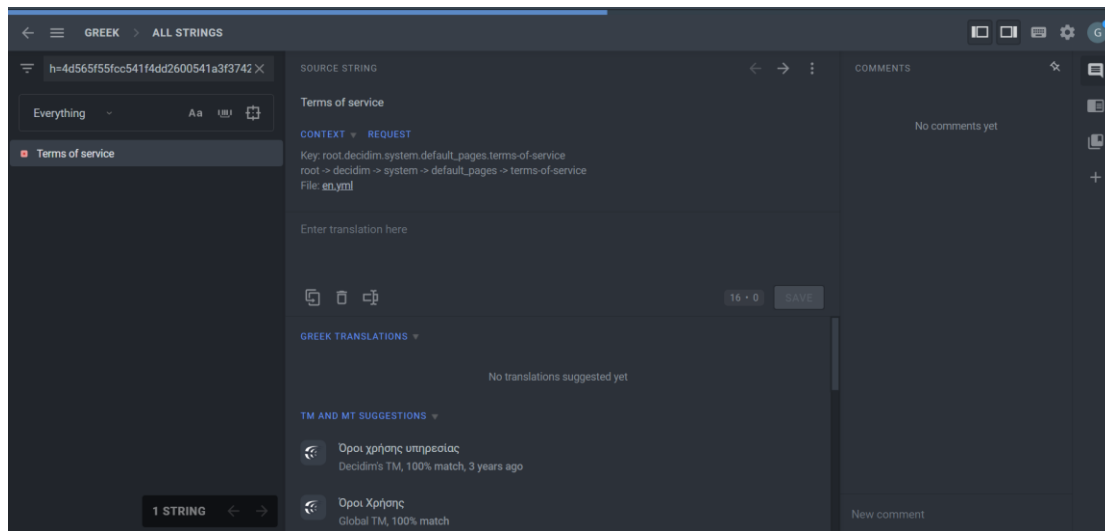 GREEK > ALL STRINGS
G
h=4d565f55fcc541f4dd2600541a3f3742
Everything
Aa
Terms of service
1 STRING
SOURCE STRING
Terms of service
CONTEXT REQUEST
Key: root.decidim.system.default_pages.terms-of-service
root -> decidim -> system -> default_pages -> terms-of-service
File: en.yml
Enter translation here
16 • 0 SAVE
GREEK TRANSLATIONS
No translations suggested yet
TM AND MT SUGGESTIONS
Όροι χρήσης υπηρεσίας
Decidim's TM, 100% match, 3 years ago
Όροι Χρήσης
Global TM, 100% match
COMMENTS
No comments yet
New comment